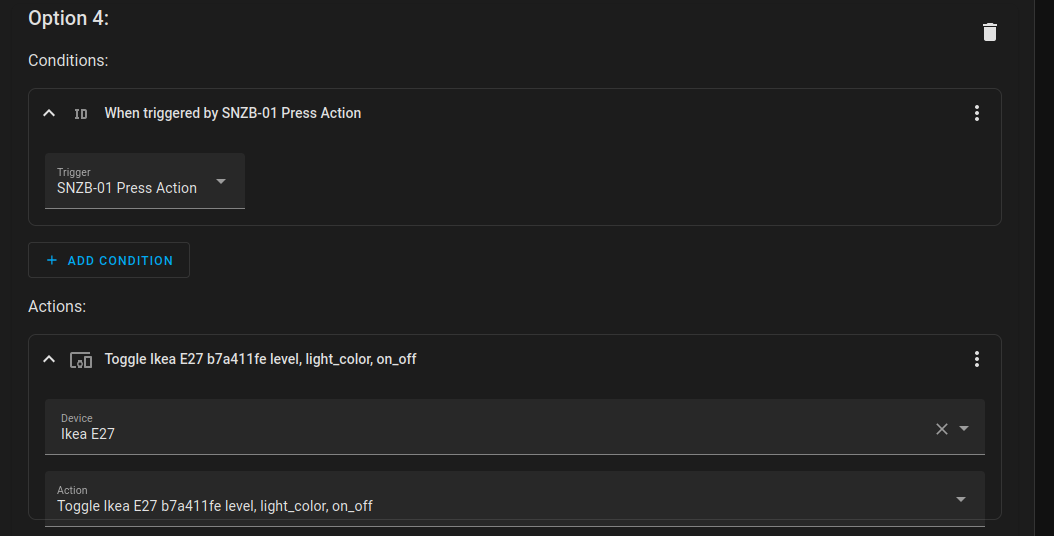 Option 4:
Conditions:
ID When triggered by SNZB-01 Press Action
Trigger
SNZB-01 Press Action
+ ADD CONDITION
Actions:
Toggle Ikea E27 b7a411fe level, light_color, on_off
Device
Ikea E27
Action
Toggle Ikea E27 b7a411fe level, light_color, on_off